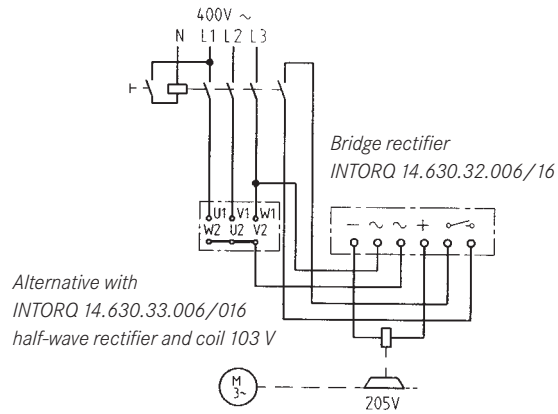 400V ~
N L1 L2 L3
Bridge rectifier
INTORQ 14.630.32.006/16
U1 V1 W1
W2 U2 V2
− ~ ~ +
Alternative with
INTORQ 14.630.33.006/016
half-wave rectifier and coil 103 V
M
3~
205V